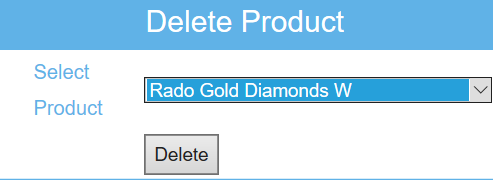 Delete Product
Select
Product
Rado Gold Diamonds W
Delete